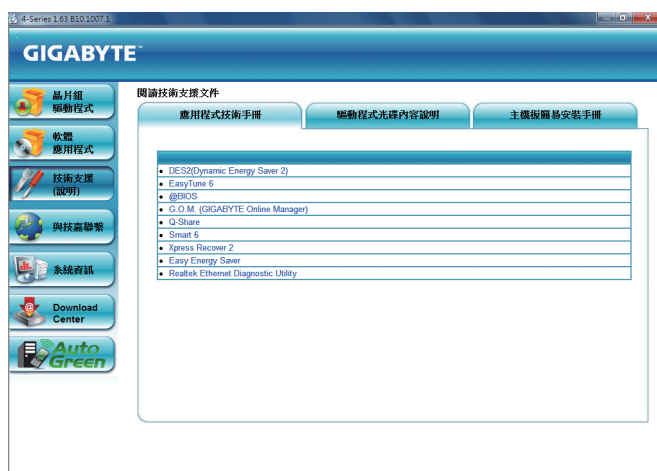 4-Series 1.63 B10.1007.1
GIGABYTE™
晶片組
驅動程式
軟體
應用程式
技術支援
(說明)
與技嘉聯繫
系統資訊
Download
Center
Auto
Green
閱讀技術支援文件
應用程式技術手冊
驅動程式光碟內容說明
主機板簡易安裝手冊
DES2(Dynamic Energy Saver 2)
EasyTune 6
@BIOS
G.O.M. (GIGABYTE Online Manager)
Q-Share
Smart 6
Xpress Recover 2
Easy Energy Saver
Realtek Ethernet Diagnostic Utility